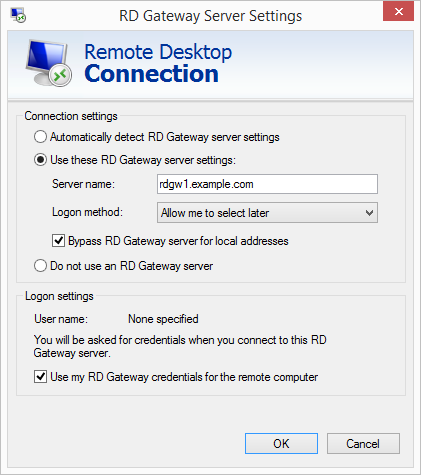 RD Gateway Server Settings
Remote Desktop
Connection
Connection settings
Automatically detect RD Gateway server settings
Use these RD Gateway server settings:
Server name: rdgw1.example.com
Logon method: Allow me to select later
Bypass RD Gateway server for local addresses
Do not use an RD Gateway server
Logon settings
User name: None specified
You will be asked for credentials when you connect to this RD
Gateway server.
Use my RD Gateway credentials for the remote computer
OK Cancel